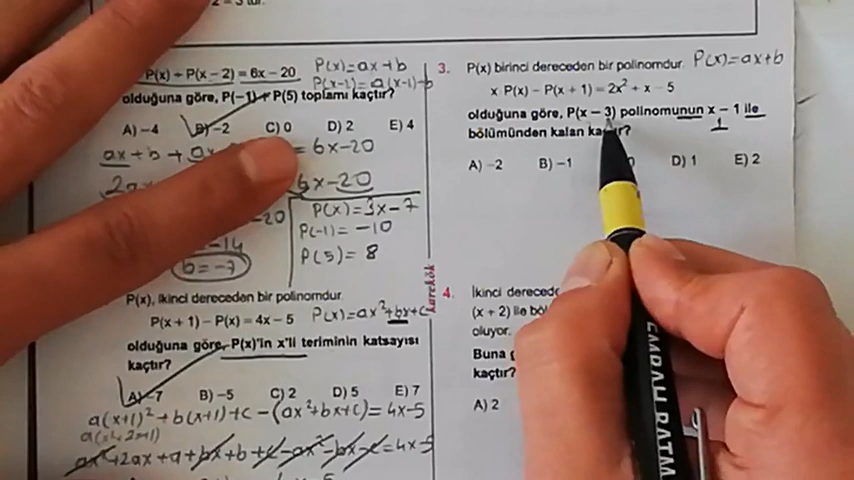 2 = 3 tür.
P(x) + P(x − 2) = 6x − 20
P(x)=ax+b
P(x-2)=a(x-2)+b
olduğuna göre, P(−1) + P(5) toplamı kaçtır?
A) −4 B) −2 C) 0 D) 2 E) 4
ax+b + = 6x-20
6x-20
-20
-14
b=-7
P(x)=3x-7
P(-1)=-10
P(5)= 8
P(x), ikinci dereceden bir polinomdur.
P(x + 1) − P(x) = 4x − 5
P(x)=ax²+bx+c
olduğuna göre, P(x)'in x'li teriminin katsayısı
kaçtır?
A) −7 B) −5 C) 2 D) 5 E) 7
a(x+1)²+b(x+1)+c-(ax²+bx+c)=4x-5
a(x²+2x+1)
ax²+2ax+a+bx+b+c-ax²-bx-c=4x-5
karekök
3. P(x) birinci dereceden bir polinomdur. P(x)=ax+b
x · P(x) − P(x + 1) = 2x² + x − 5
olduğuna göre, P(x − 3) polinomunun x − 1 ile
1
bölümünden kalan
A) −2 B) −1 D) 1 E) 2
4. İkinci
(x + 2) ile
oluyor.
Buna
kaçtır?
A) 2